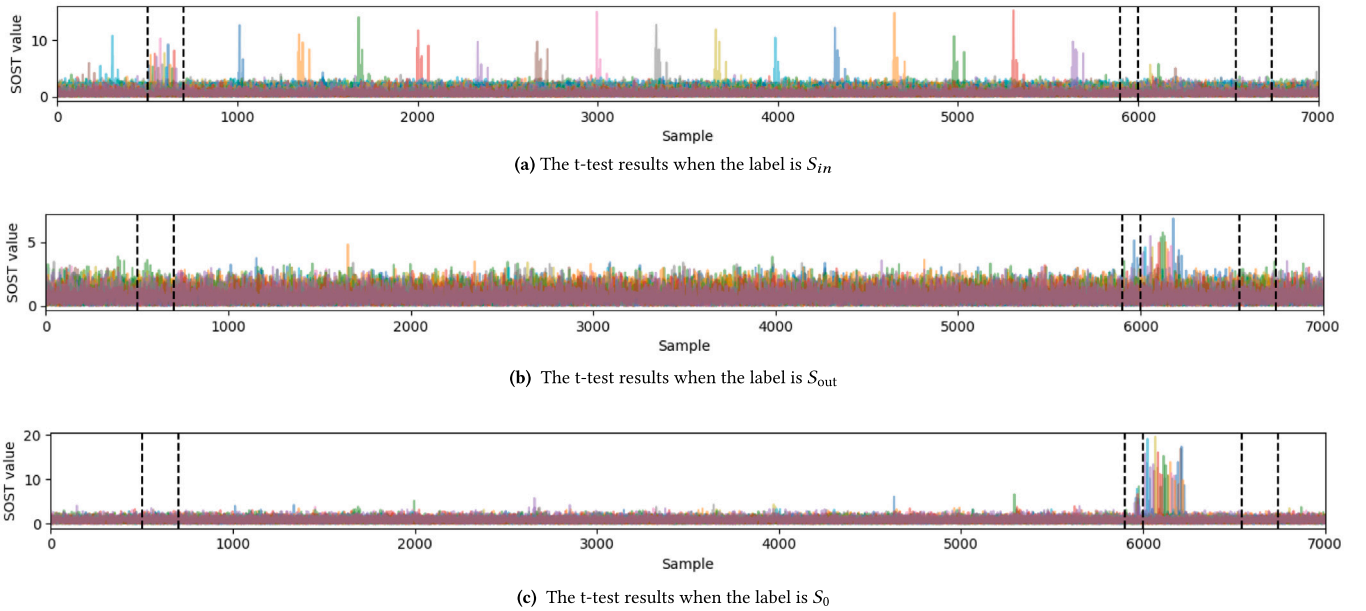 SOST value
10
0
0 1000 2000 3000 4000 5000 6000 7000
Sample
(a) The t-test results when the label is S_in
SOST value
5
0
0 1000 2000 3000 4000 5000 6000 7000
Sample
(b) The t-test results when the label is S_out
SOST value
20
10
0
0 1000 2000 3000 4000 5000 6000 7000
Sample
(c) The t-test results when the label is S_0